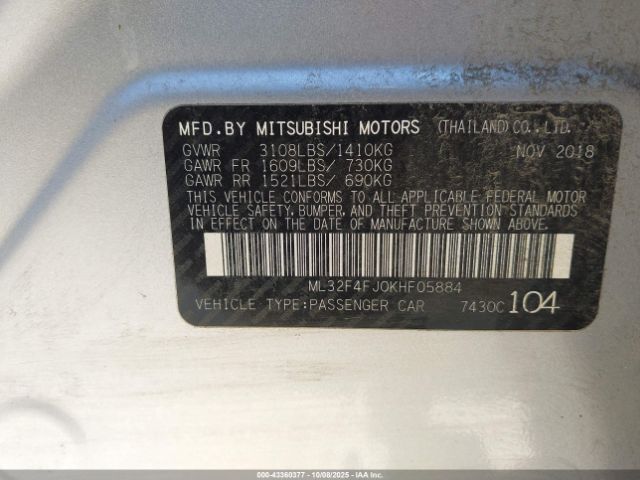 MFD.BY MITSUBISHI MOTORS (THAILAND)CO.,LTD.
GVWR 3108LBS/1410KG NOV 2018
GAWR FR 1609LBS/ 730KG
GAWR RR 1521LBS/ 690KG
THIS VEHICLE CONFORMS TO ALL APPLICABLE FEDERAL MOTOR
VEHICLE SAFETY, BUMPER, AND THEFT PREVENTION STANDARDS
IN EFFECT ON THE DATE OF MANUFACTURE SHOWN ABOVE.
ML32F4FJ0KHF05884
VEHICLE TYPE:PASSENGER CAR 7430C 104
000-43360377 - 10/08/2025 - IAAI.COM